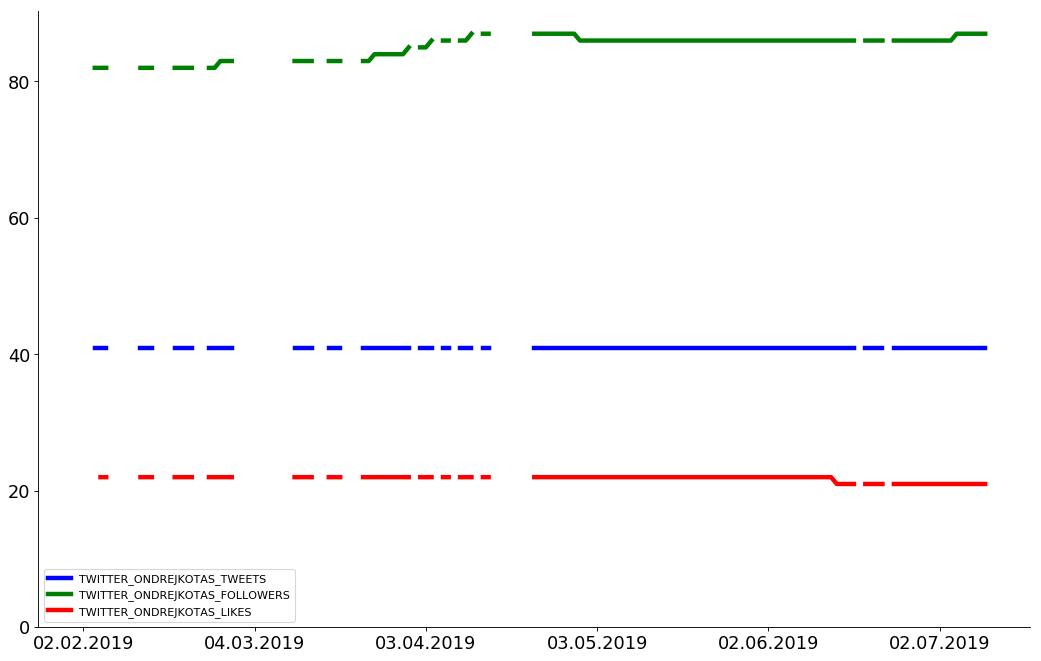 80
60
40
20
0
TWITTER_ONDREJKOTAS_TWEETS
TWITTER_ONDREJKOTAS_FOLLOWERS
TWITTER_ONDREJKOTAS_LIKES
02.02.2019 04.03.2019 03.04.2019 03.05.2019 02.06.2019 02.07.2019